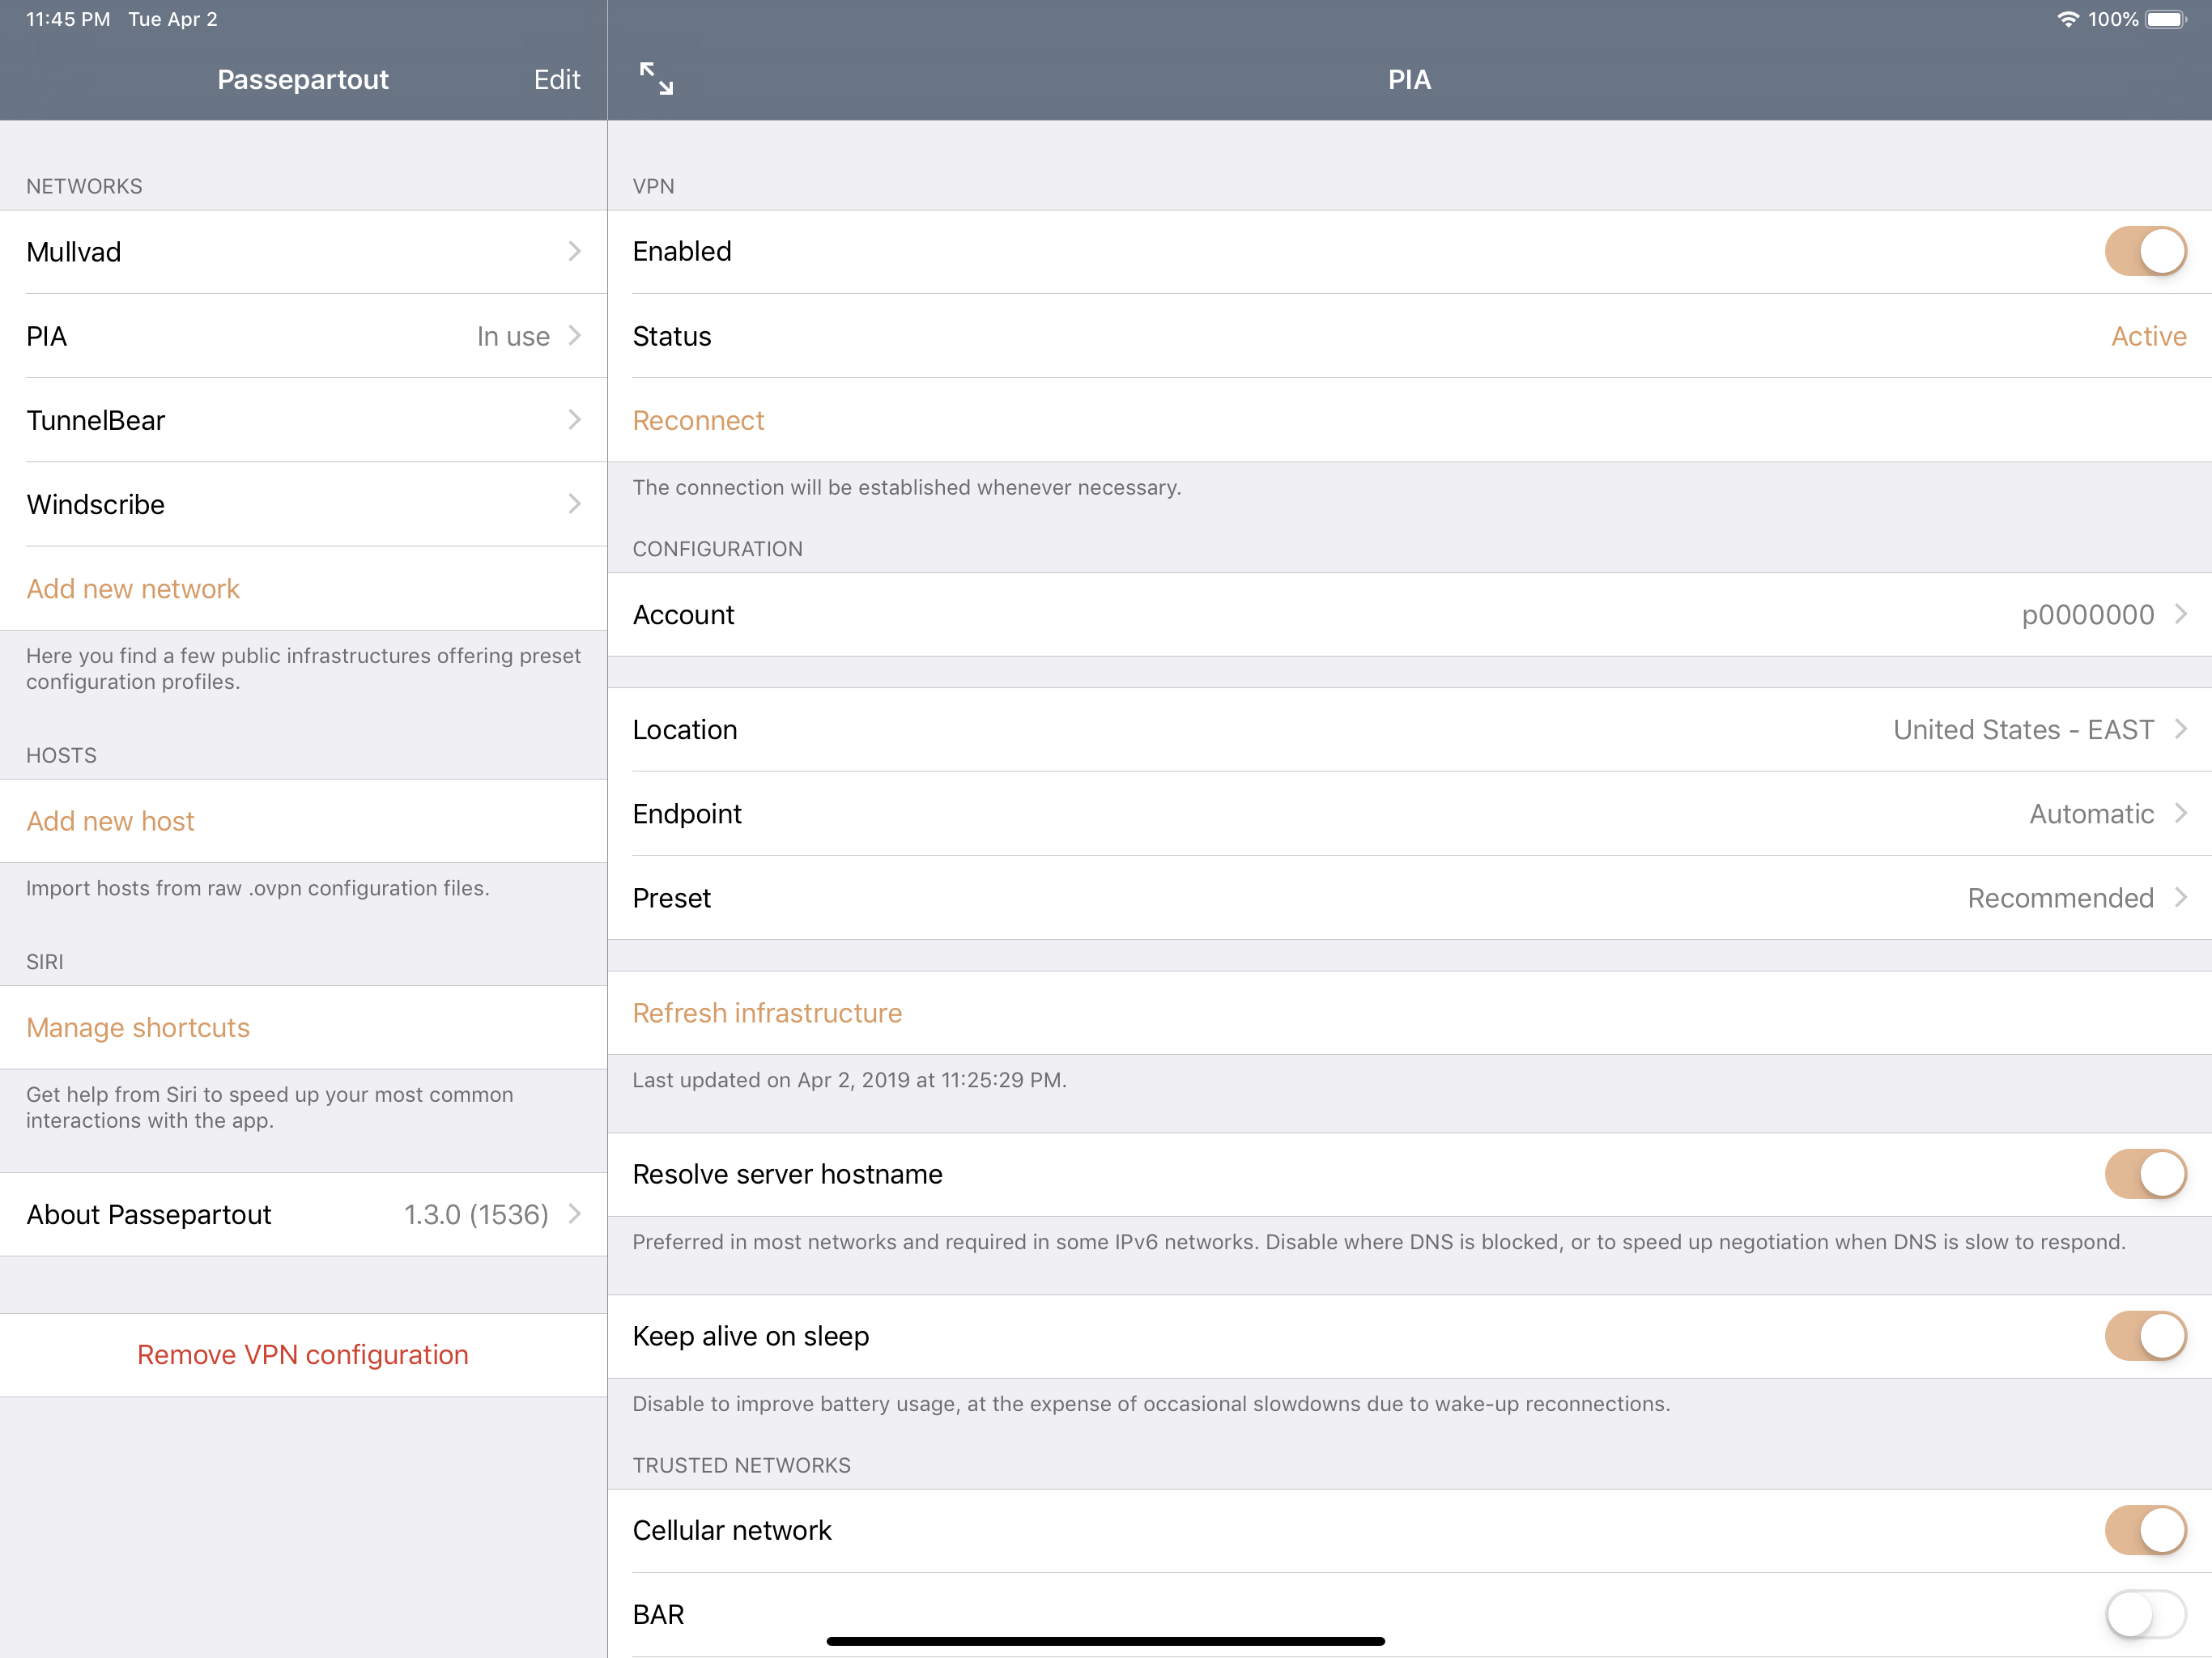 11:45 PM Tue Apr 2
100%
Passepartout
Edit
NETWORKS
Mullvad
PIA
In use
TunnelBear
Windscribe
Add new network
Here you find a few public infrastructures offering preset
configuration profiles.
HOSTS
Add new host
Import hosts from raw .ovpn configuration files.
SIRI
Manage shortcuts
Get help from Siri to speed up your most common
interactions with the app.
About Passepartout
1.3.0 (1536)
Remove VPN configuration
PIA
VPN
Enabled
Status
Active
Reconnect
The connection will be established whenever necessary.
CONFIGURATION
Account
p0000000
Location
United States - EAST
Endpoint
Automatic
Preset
Recommended
Refresh infrastructure
Last updated on Apr 2, 2019 at 11:25:29 PM.
Resolve server hostname
Preferred in most networks and required in some IPv6 networks. Disable where DNS is blocked, or to speed up negotiation when DNS is slow to respond.
Keep alive on sleep
Disable to improve battery usage, at the expense of occasional slowdowns due to wake-up reconnections.
TRUSTED NETWORKS
Cellular network
BAR